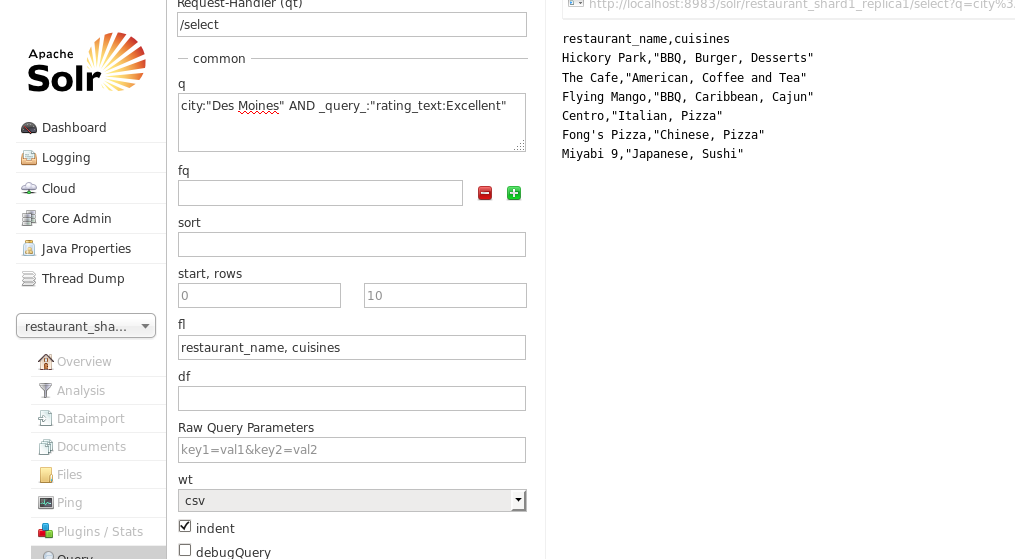 Apache
Solr
Dashboard
Logging
Cloud
Core Admin
Java Properties
Thread Dump
restaurant_sha...
Overview
Analysis
Dataimport
Documents
Files
Ping
Plugins / Stats
Query
Request-Handler (qt)
/select
common
q
city:"Des Moines" AND _query_:"rating_text:Excellent"
fq
sort
start, rows
0 10
fl
restaurant_name, cuisines
df
Raw Query Parameters
key1=val1&key2=val2
wt
csv
indent
debugQuery
http://localhost:8983/solr/restaurant_shard1_replica1/select?q=city%3
restaurant_name,cuisines
Hickory Park,"BBQ, Burger, Desserts"
The Cafe,"American, Coffee and Tea"
Flying Mango,"BBQ, Caribbean, Cajun"
Centro,"Italian, Pizza"
Fong's Pizza,"Chinese, Pizza"
Miyabi 9,"Japanese, Sushi"